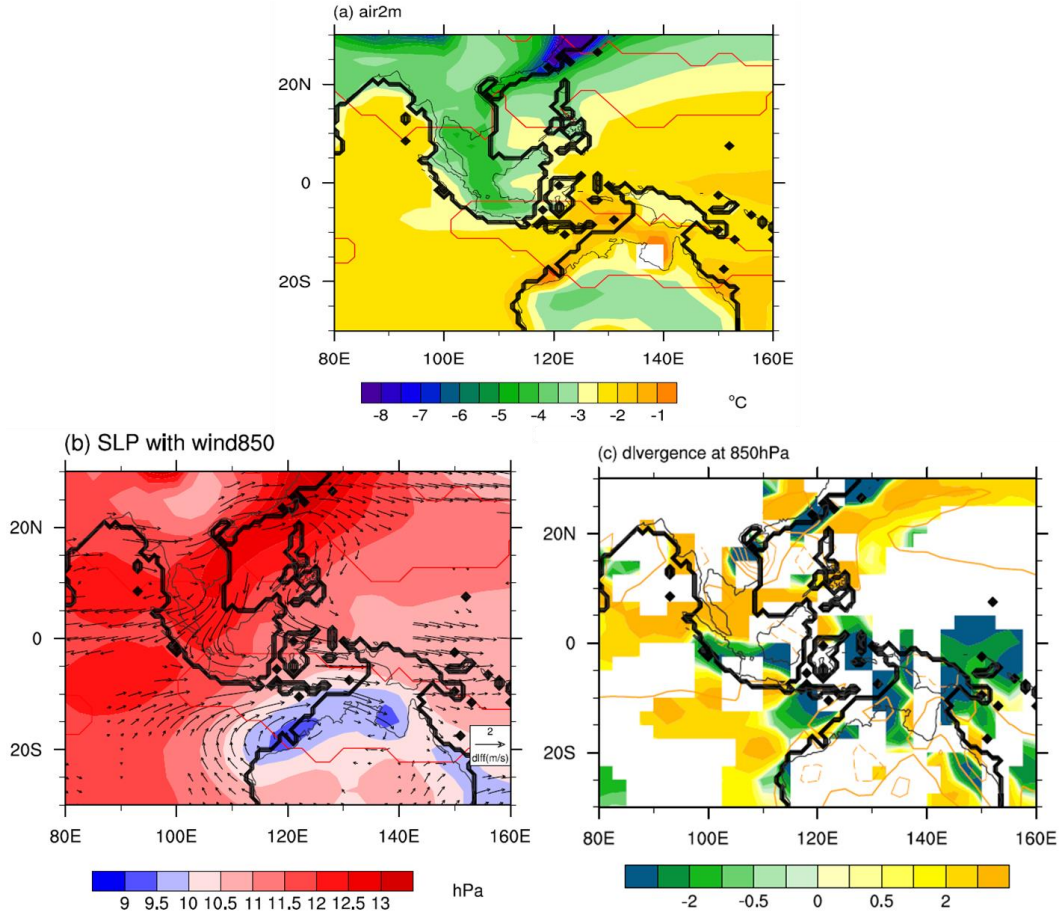 (a) air2m
20N
0
20S
80E 100E 120E 140E 160E
-8 -7 -6 -5 -4 -3 -2 -1 °C
(b) SLP with wind850
20N
0
20S
2
diff(m/s)
80E 100E 120E 140E 160E
9 9.5 10 10.5 11 11.5 12 12.5 13 hPa
(c) divergence at 850hPa
20N
0
20S
80E 100E 120E 140E 160E
-2 -0.5 0 0.5 2